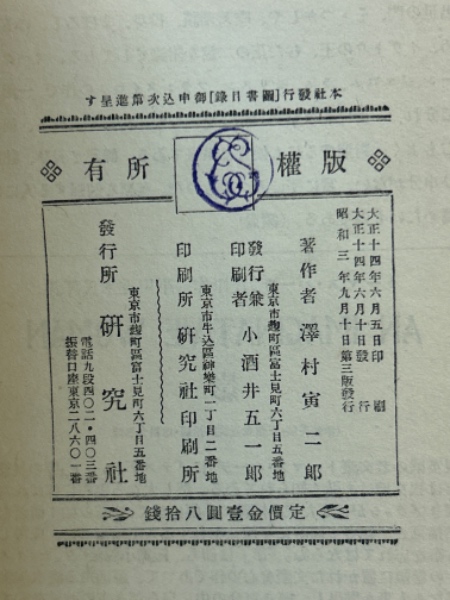 す呈進第次込申御[錄目書圖]行發社本
有所 權版
大正十四年六月五日印刷
大正十四年六月十日發行
昭和三年九月十日第三版發行
著作者 澤村寅二郎
東京市麴町區富士見町六丁目五番地
發行兼印刷者 小酒井五一郎
東京市牛込區神樂町一丁目二番地
印刷所 研究社印刷所
東京市麴町區富士見町六丁目五番地
發行所 研究社
電話九段四〇二・四〇三番
振替口座東京二八六〇一番
錢拾八圓壹金價定